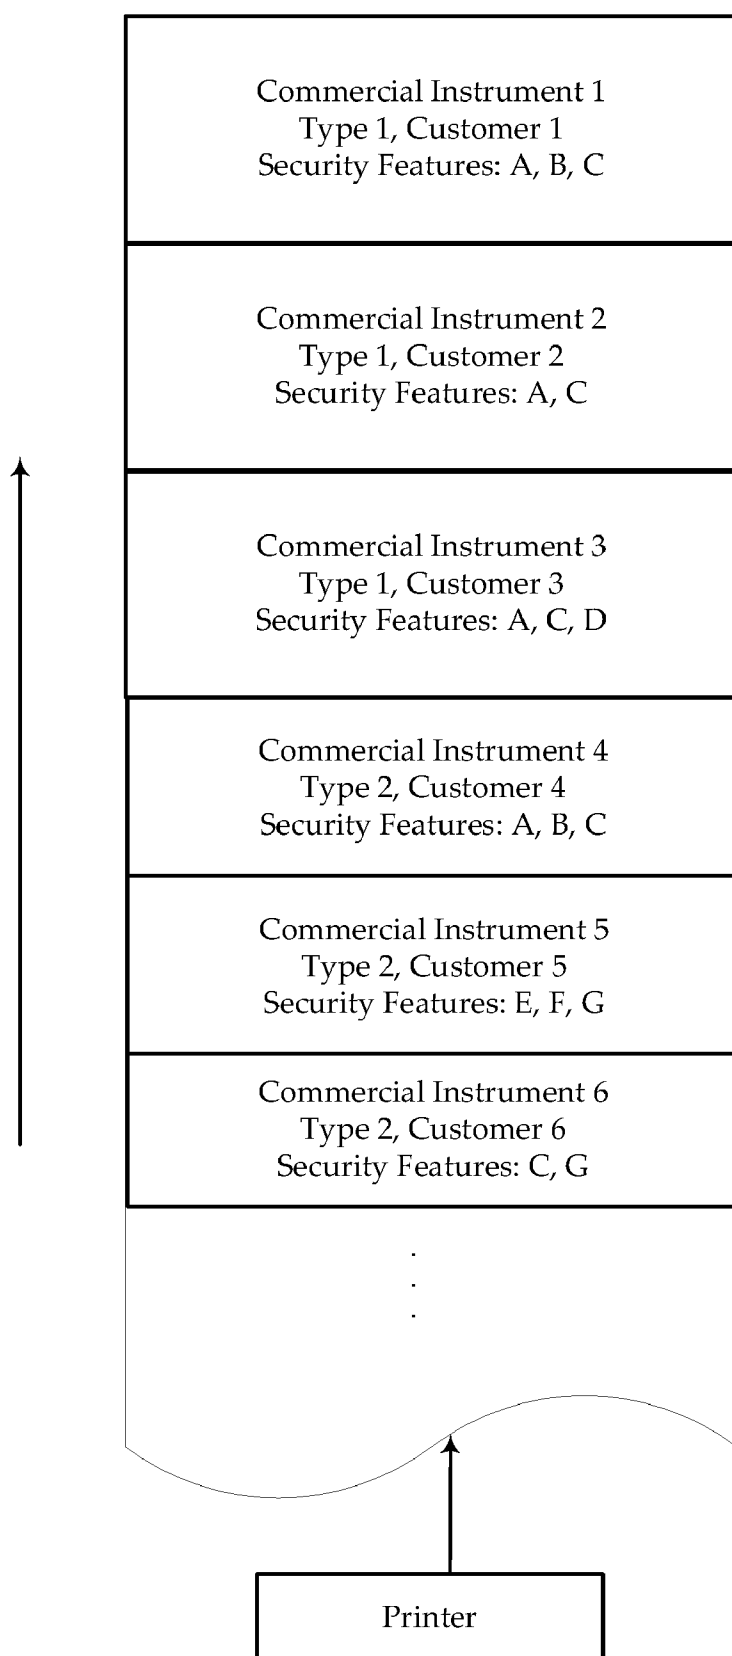 Commercial Instrument 1
Type 1, Customer 1
Security Features: A, B, C
Commercial Instrument 2
Type 1, Customer 2
Security Features: A, C
Commercial Instrument 3
Type 1, Customer 3
Security Features: A, C, D
Commercial Instrument 4
Type 2, Customer 4
Security Features: A, B, C
Commercial Instrument 5
Type 2, Customer 5
Security Features: E, F, G
Commercial Instrument 6
Type 2, Customer 6
Security Features: C, G
.
.
.
Printer